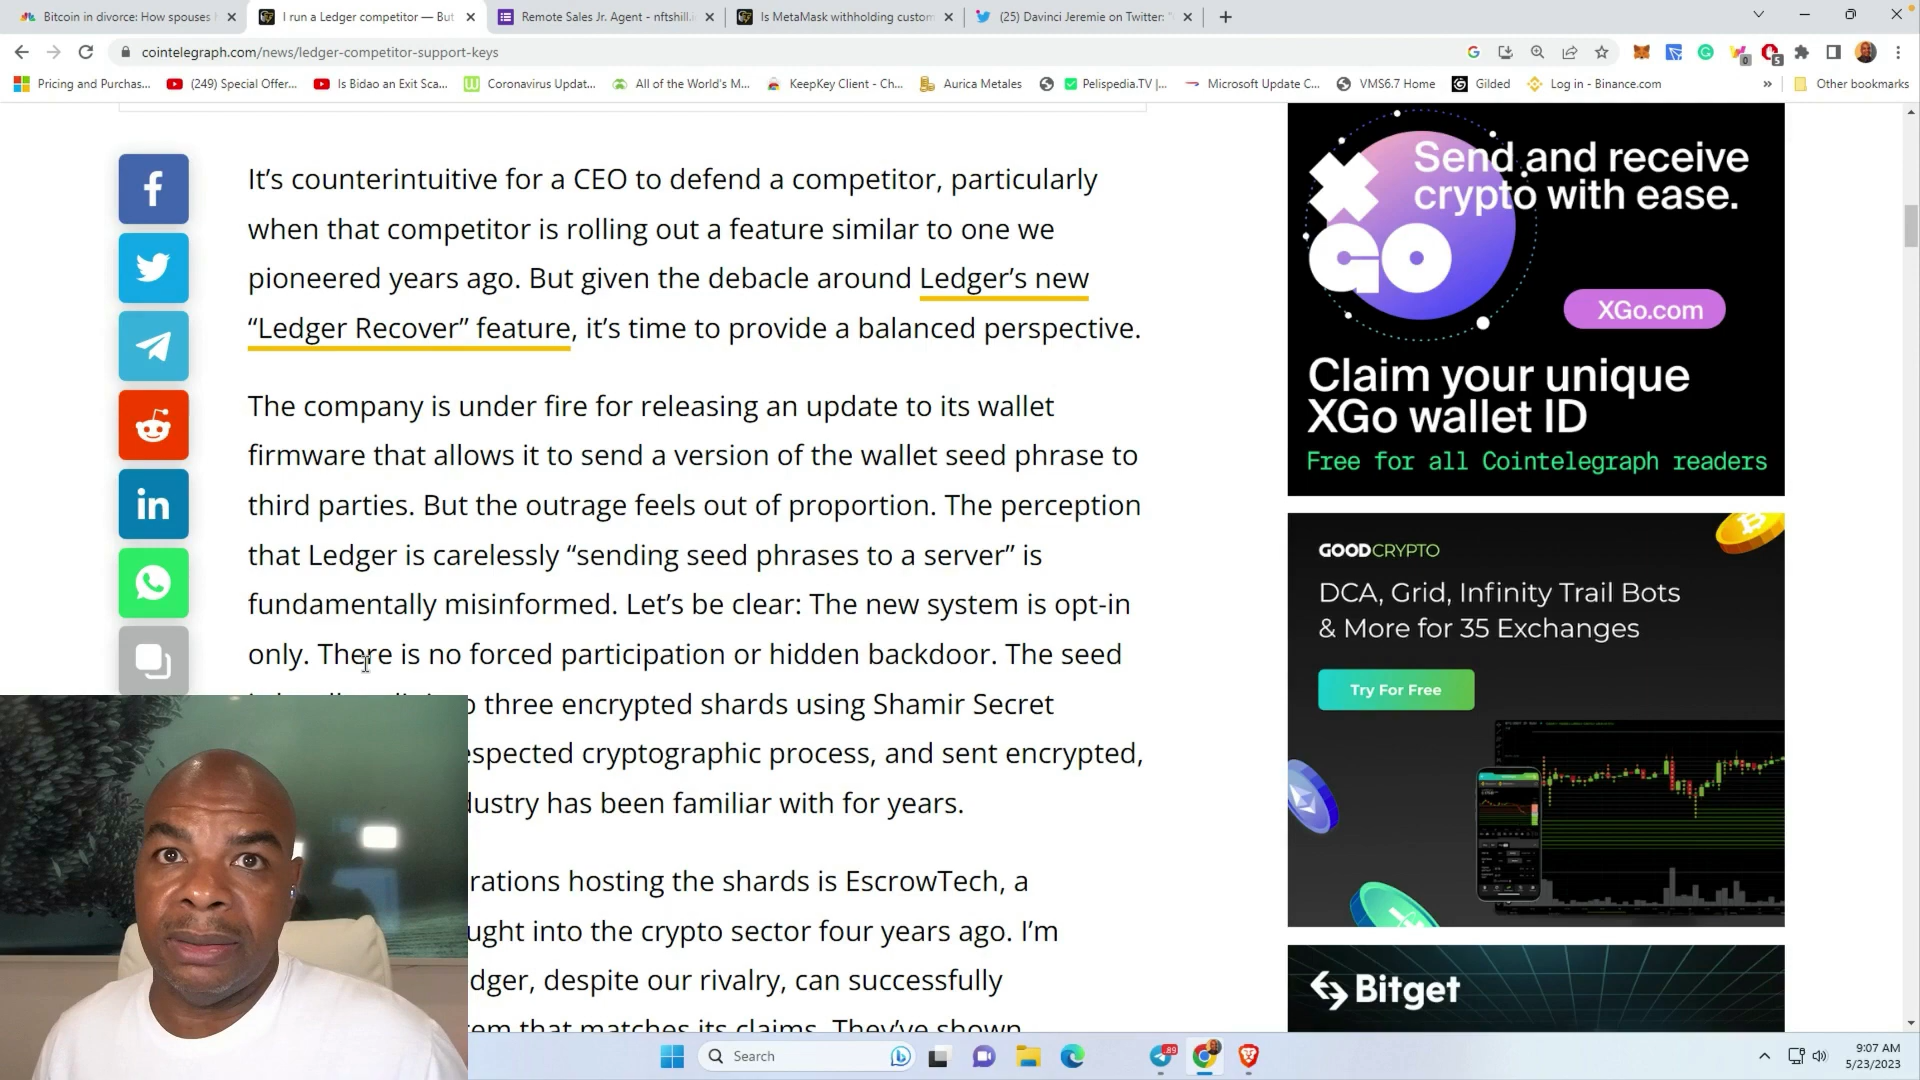 Bitcoin in divorce: How spouses
I run a Ledger competitor — But
Remote Sales Jr. Agent - nftshill.
Is MetaMask withholding custom
(25) Davinci Jeremie on Twitter: "
cointelegraph.com/news/ledger-competitor-support-keys
Pricing and Purchas...
(249) Special Offer...
Is Bidao an Exit Sca...
Coronavirus Updat...
All of the World's M...
KeepKey Client - Ch...
Aurica Metales
Pelispedia.TV |...
Microsoft Update C...
VMS6.7 Home
Gilded
Log in - Binance.com
»
Other bookmarks
It's counterintuitive for a CEO to defend a competitor, particularly
when that competitor is rolling out a feature similar to one we
pioneered years ago. But given the debacle around Ledger's new
“Ledger Recover” feature, it's time to provide a balanced perspective.
The company is under fire for releasing an update to its wallet
firmware that allows it to send a version of the wallet seed phrase to
third parties. But the outrage feels out of proportion. The perception
that Ledger is carelessly “sending seed phrases to a server” is
fundamentally misinformed. Let's be clear: The new system is opt-in
only. There is no forced participation or hidden backdoor. The seed
three encrypted shards using Shamir Secret
espected cryptographic process, and sent encrypted,
dustry has been familiar with for years.
rations hosting the shards is EscrowTech, a
ught into the crypto sector four years ago. I'm
dger, despite our rivalry, can successfully
em that matches its claims. They've shown
Send and receive
crypto with ease.
XGO
XGo.com
Claim your unique
XGo wallet ID
Free for all Cointelegraph readers
GOODCRYPTO
DCA, Grid, Infinity Trail Bots
& More for 35 Exchanges
Try For Free
Bitget
Search
89
9:07 AM
5/23/2023